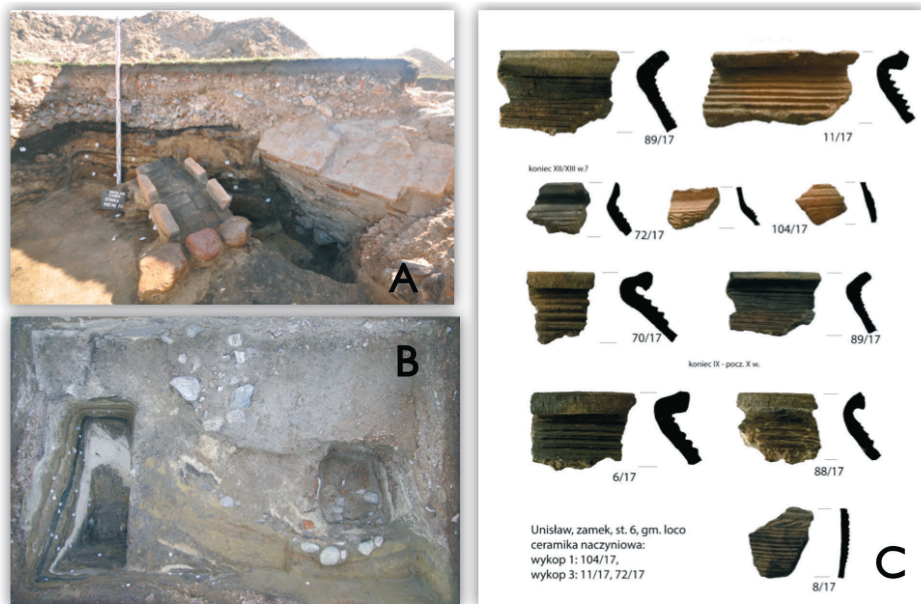 A
B
89/17
11/17
koniec XII/XIII w.?
72/17
104/17
70/17
89/17
koniec IX - pocz. X w.
6/17
88/17
Unisław, zamek, st. 6, gm. loco
ceramika naczyniowa:
wykop 1: 104/17,
wykop 3: 11/17, 72/17
8/17
C